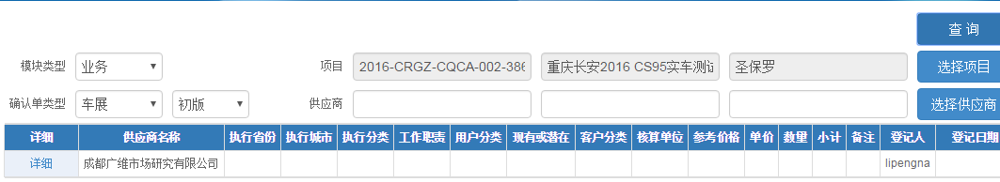 查 询
模块类型 业务 项目 2016-CRGZ-CQCA-002-386 重庆长安2016 CS95实车测 圣保罗 选择项目
确认单类型 车展 初版 供应商 选择供应商
详细 供应商名称 执行省份 执行城市 执行分类 工作职责 用户分类 现有或潜在 客户分类 核算单位 参考价格 单价 数量 小计 备注 登记人 登记日期
详细 成都广维市场研究有限公司 lipengna